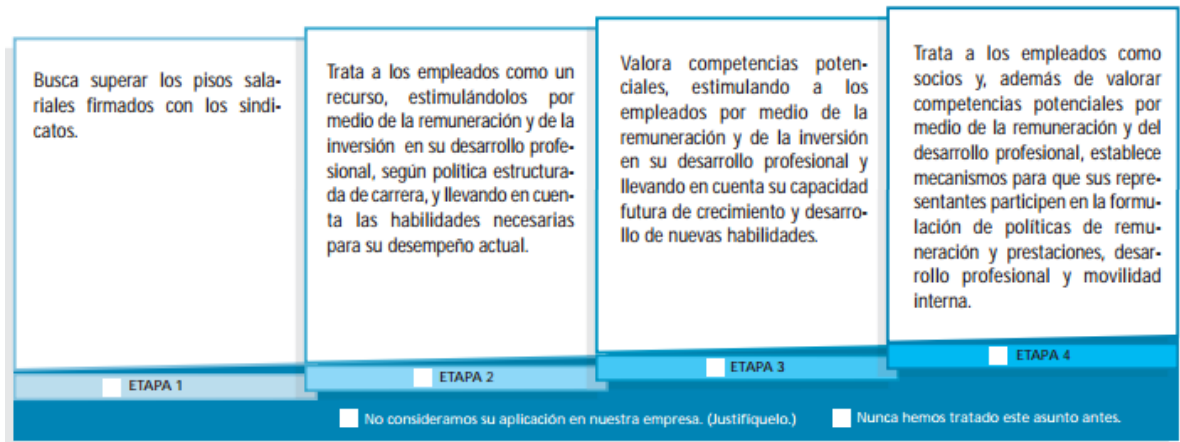 Busca superar los pisos sala-
riales firmados con los sindi-
catos.
ETAPA 1
Trata a los empleados como un
recurso, estimulándolos por
medio de la remuneración y de la
inversión en su desarrollo profe-
sional, según política estructura-
da de carrera, y llevando en cuen-
ta las habilidades necesarias
para su desempeño actual.
ETAPA 2
Valora competencias poten-
ciales, estimulando a los
empleados por medio de la
remuneración y de la inversión
en su desarrollo profesional y
llevando en cuenta su capacidad
futura de crecimiento y desarro-
llo de nuevas habilidades.
ETAPA 3
Trata a los empleados como
socios y, además de valorar
competencias potenciales por
medio de la remuneración y del
desarrollo profesional, establece
mecanismos para que sus repre-
sentantes participen en la formu-
lación de políticas de remu-
neración y prestaciones, desar-
rollo profesional y movilidad
interna.
ETAPA 4
No consideramos su aplicación en nuestra empresa. (Justifíquelo.)
Nunca hemos tratado este asunto antes.